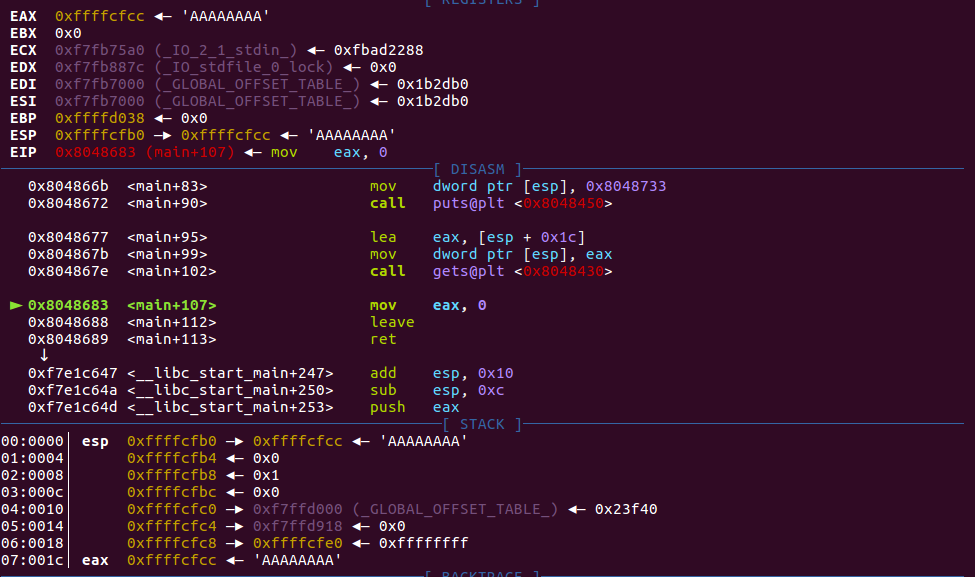 [ REGISTERS ]
EAX  0xffffcfcc ◂— 'AAAAAAAA'
EBX  0x0
ECX  0xf7fb75a0 (_IO_2_1_stdin_) ◂— 0xfbad2288
EDX  0xf7fb887c (_IO_stdfile_0_lock) ◂— 0x0
EDI  0xf7fb7000 (_GLOBAL_OFFSET_TABLE_) ◂— 0x1b2db0
ESI  0xf7fb7000 (_GLOBAL_OFFSET_TABLE_) ◂— 0x1b2db0
EBP  0xffffd038 ◂— 0x0
ESP  0xffffcfb0 —▸ 0xffffcfcc ◂— 'AAAAAAAA'
EIP  0x8048683 (main+107) ◂— mov    eax, 0
[ DISASM ]
0x804866b  <main+83>    mov    dword ptr [esp], 0x8048733
0x8048672  <main+90>    call   puts@plt <0x8048450>
0x8048677  <main+95>    lea    eax, [esp + 0x1c]
0x804867b  <main+99>    mov    dword ptr [esp], eax
0x804867e  <main+102>   call   gets@plt <0x8048430>
► 0x8048683  <main+107>   mov    eax, 0
0x8048688  <main+112>   leave
0x8048689  <main+113>   ret
↓
0xf7e1c647 <__libc_start_main+247>    add    esp, 0x10
0xf7e1c64a <__libc_start_main+250>    sub    esp, 0xc
0xf7e1c64d <__libc_start_main+253>    push   eax
[ STACK ]
00:0000│ esp  0xffffcfb0 —▸ 0xffffcfcc ◂— 'AAAAAAAA'
01:0004│      0xffffcfb4 ◂— 0x0
02:0008│      0xffffcfb8 ◂— 0x1
03:000c│      0xffffcfbc ◂— 0x0
04:0010│      0xffffcfc0 —▸ 0xf7ffd000 (_GLOBAL_OFFSET_TABLE_) ◂— 0x23f40
05:0014│      0xffffcfc4 —▸ 0xf7ffd918 ◂— 0x0
06:0018│      0xffffcfc8 —▸ 0xffffcfe0 ◂— 0xffffffff
07:001c│ eax  0xffffcfcc ◂— 'AAAAAAAA'
[ BACKTRACE ]